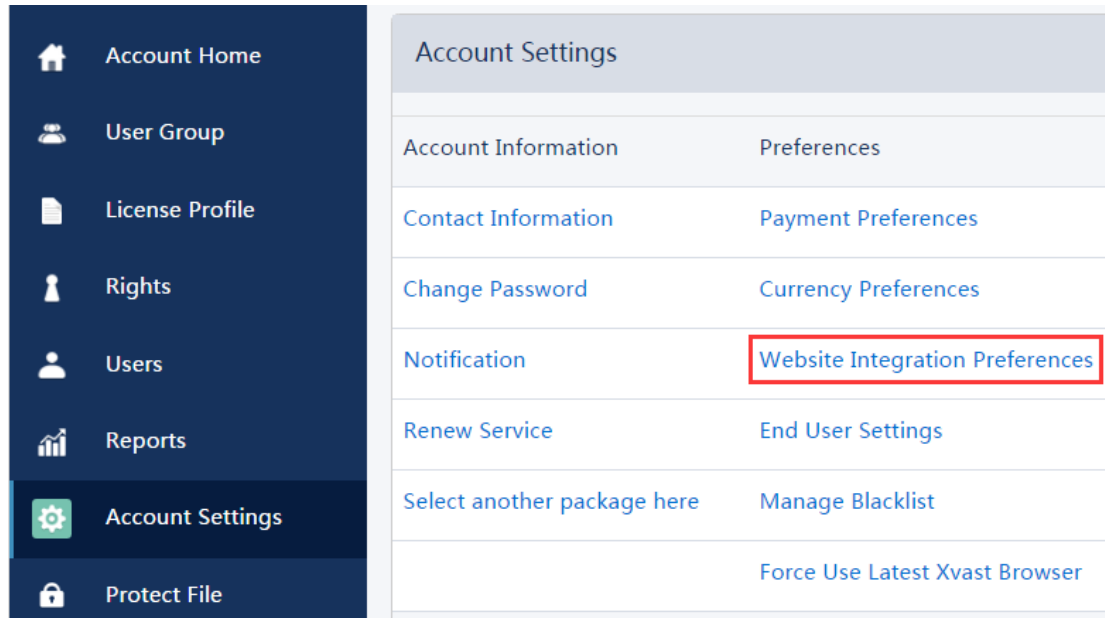 Account Home
User Group
License Profile
Rights
Users
Reports
Account Settings
Protect File
Account Settings
Account Information Preferences
Contact Information Payment Preferences
Change Password Currency Preferences
Notification Website Integration Preferences
Renew Service End User Settings
Select another package here Manage Blacklist
Force Use Latest Xvast Browser